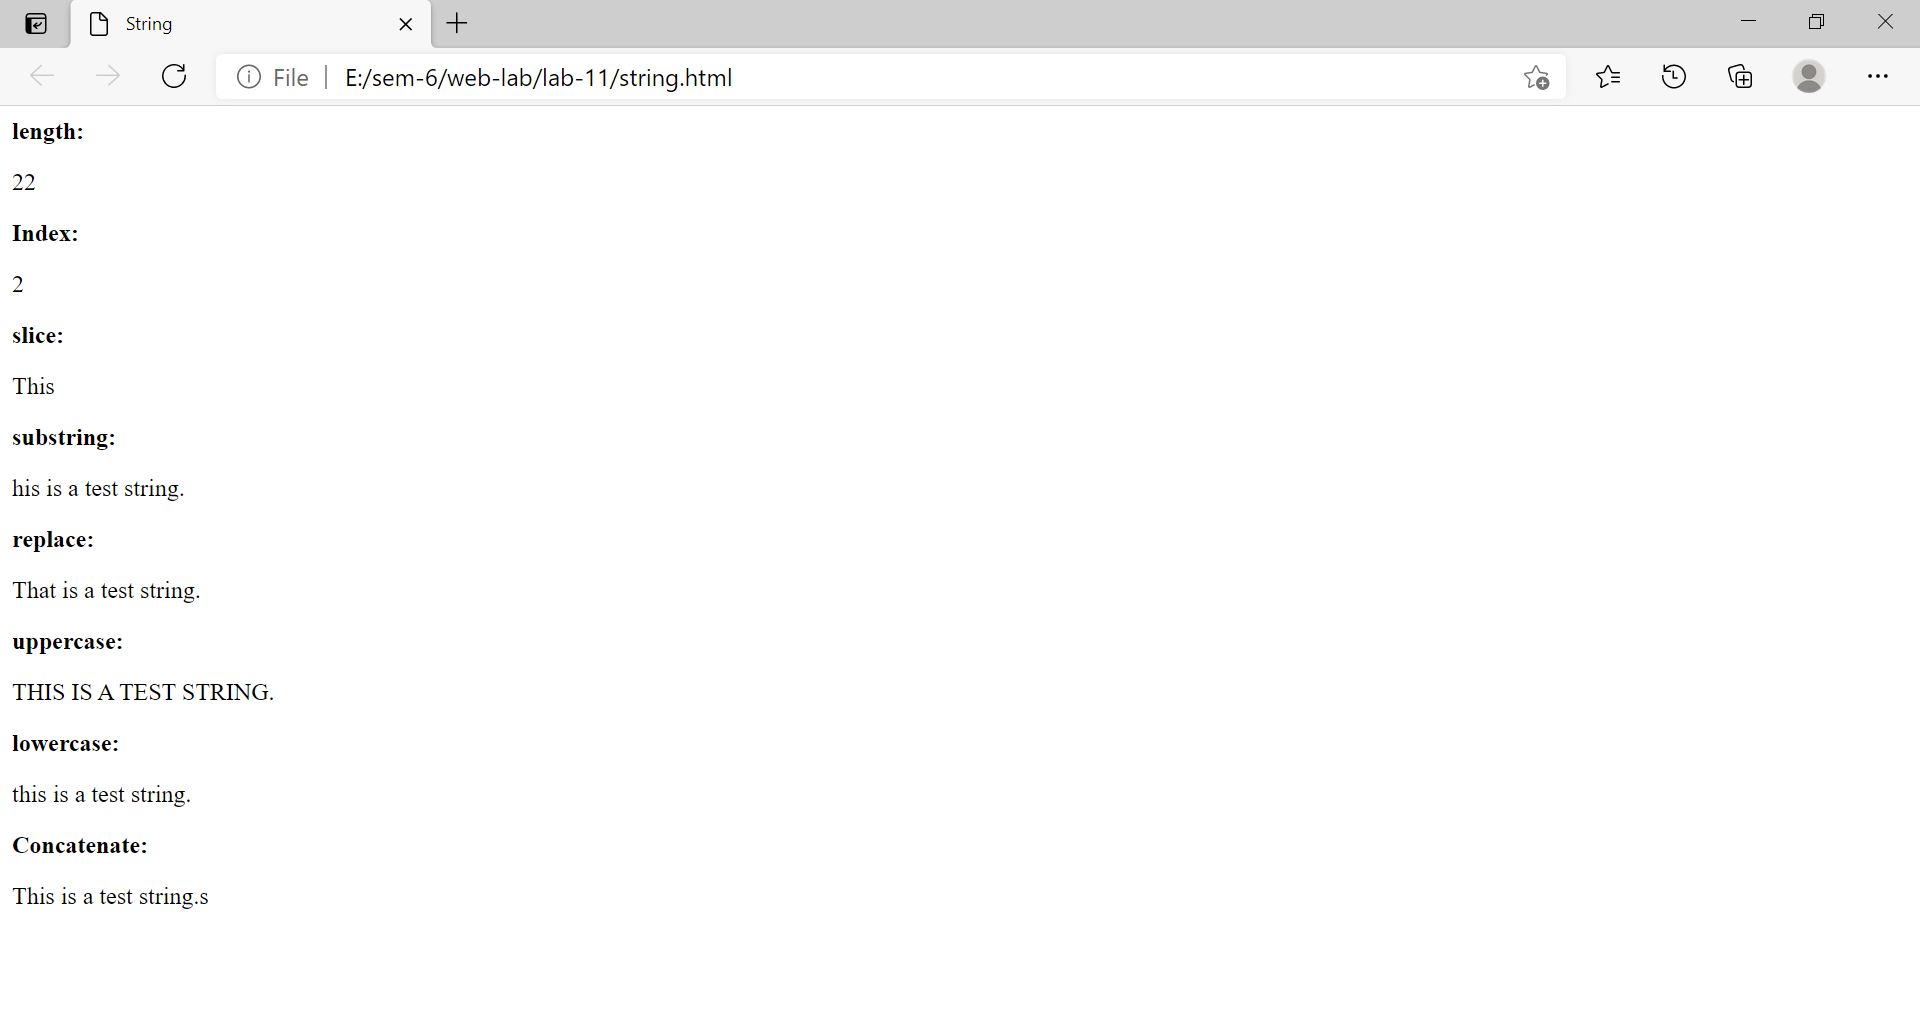 String
File
E:/sem-6/web-lab/lab-11/string.html
length:
22
Index:
2
slice:
This
substring:
his is a test string.
replace:
That is a test string.
uppercase:
THIS IS A TEST STRING.
lowercase:
this is a test string.
Concatenate:
This is a test string.s